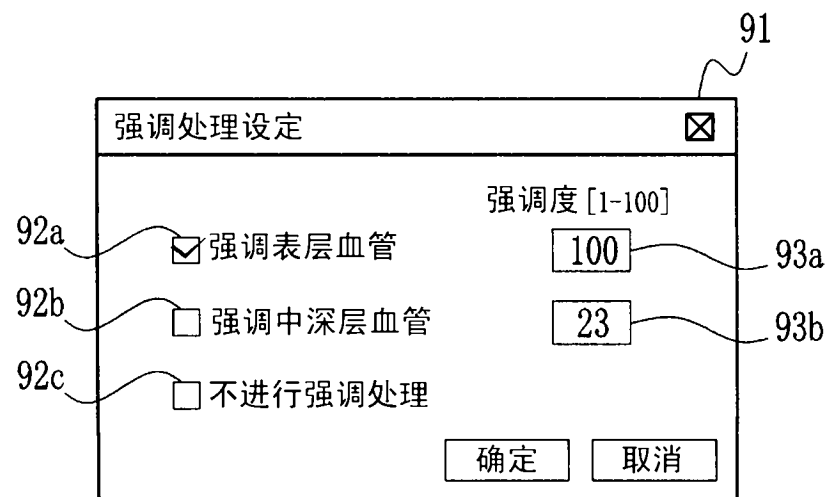 91
强调处理设定
强调度[1-100]
92a 强调表层血管 100 93a
92b 强调中深层血管 23 93b
92c 不进行强调处理
确定 取消